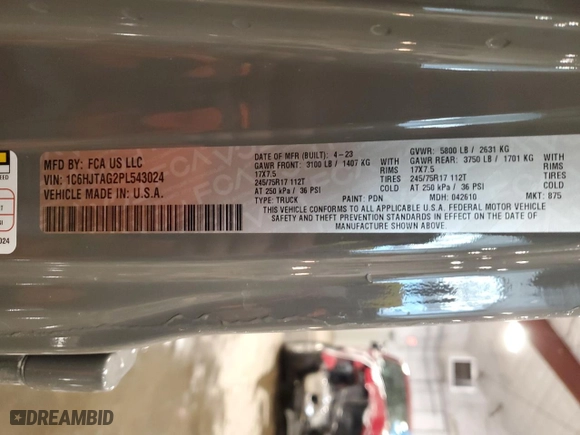 MFD BY: FCA US LLC
VIN: 1C6HJTAG2PL543024
VEHICLE MADE IN U.S.A.
DATE OF MFR (BUILT): 4-23
GAWR FRONT: 3100 LB / 1407 KG
WITH
17X7.5
RIMS
245/75R17 112T
TIRES
AT 250 kPa / 36 PSI
COLD
TYPE: TRUCK
GVWR: 5800 LB / 2631 KG
GAWR REAR: 3750 LB / 1701 KG
WITH
17X7.5
RIMS
245/75R17 112T
TIRES
AT 250 kPa / 36 PSI
COLD
PAINT: PDN
MDH: 042610
MKT: 875
THIS VEHICLE CONFORMS TO ALL APPLICABLE U.S.A. FEDERAL MOTOR VEHICLE
SAFETY, BUMPER, AND THEFT PREVENTION STANDARDS IN EFFECT ON THE DATE OF
MANUFACTURE SHOWN ABOVE.
DREAMBID